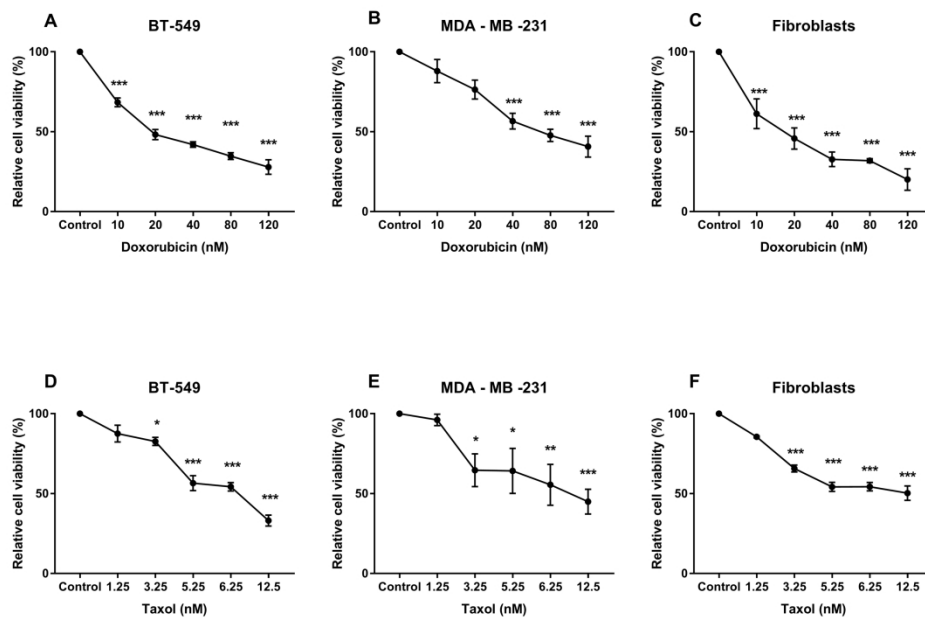 A
BT-549
Relative cell viability (%)
100
50
0
***
***
***
***
***
Control 10 20 40 80 120
Doxorubicin (nM)
B
MDA - MB -231
Relative cell viability (%)
100
50
0
***
***
***
Control 10 20 40 80 120
Doxorubicin (nM)
C
Fibroblasts
Relative cell viability (%)
100
50
0
***
***
***
***
***
Control 10 20 40 80 120
Doxorubicin (nM)
D
BT-549
Relative cell viability (%)
100
50
0
*
***
***
***
Control 1.25 3.25 5.25 6.25 12.5
Taxol (nM)
E
MDA - MB -231
Relative cell viability (%)
100
50
0
*
*
**
***
Control 1.25 3.25 5.25 6.25 12.5
Taxol (nM)
F
Fibroblasts
Relative cell viability (%)
100
50
0
***
***
***
***
Control 1.25 3.25 5.25 6.25 12.5
Taxol (nM)